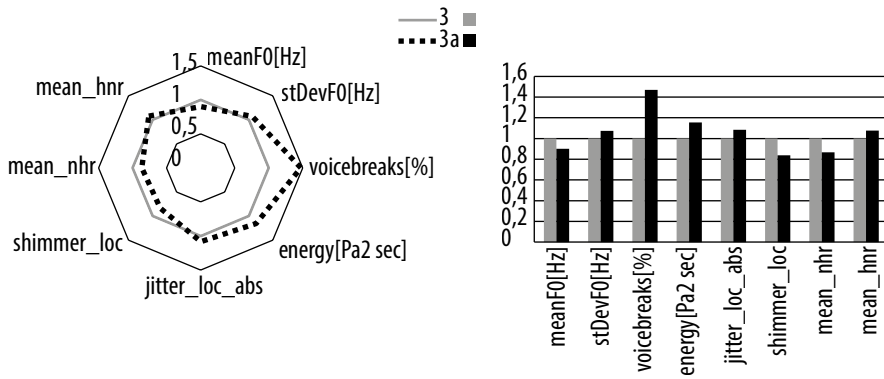 3
3a
1,5
1
0,5
0
meanF0[Hz]
stDevF0[Hz]
voicebreaks[%]
energy[Pa2 sec]
jitter_loc_abs
shimmer_loc
mean_nhr
mean_hnr
1,6
1,4
1,2
1
0,8
0,6
0,4
0,2
0
meanF0[Hz]
stDevF0[Hz]
voicebreaks[%]
energy[Pa2 sec]
jitter_loc_abs
shimmer_loc
mean_nhr
mean_hnr